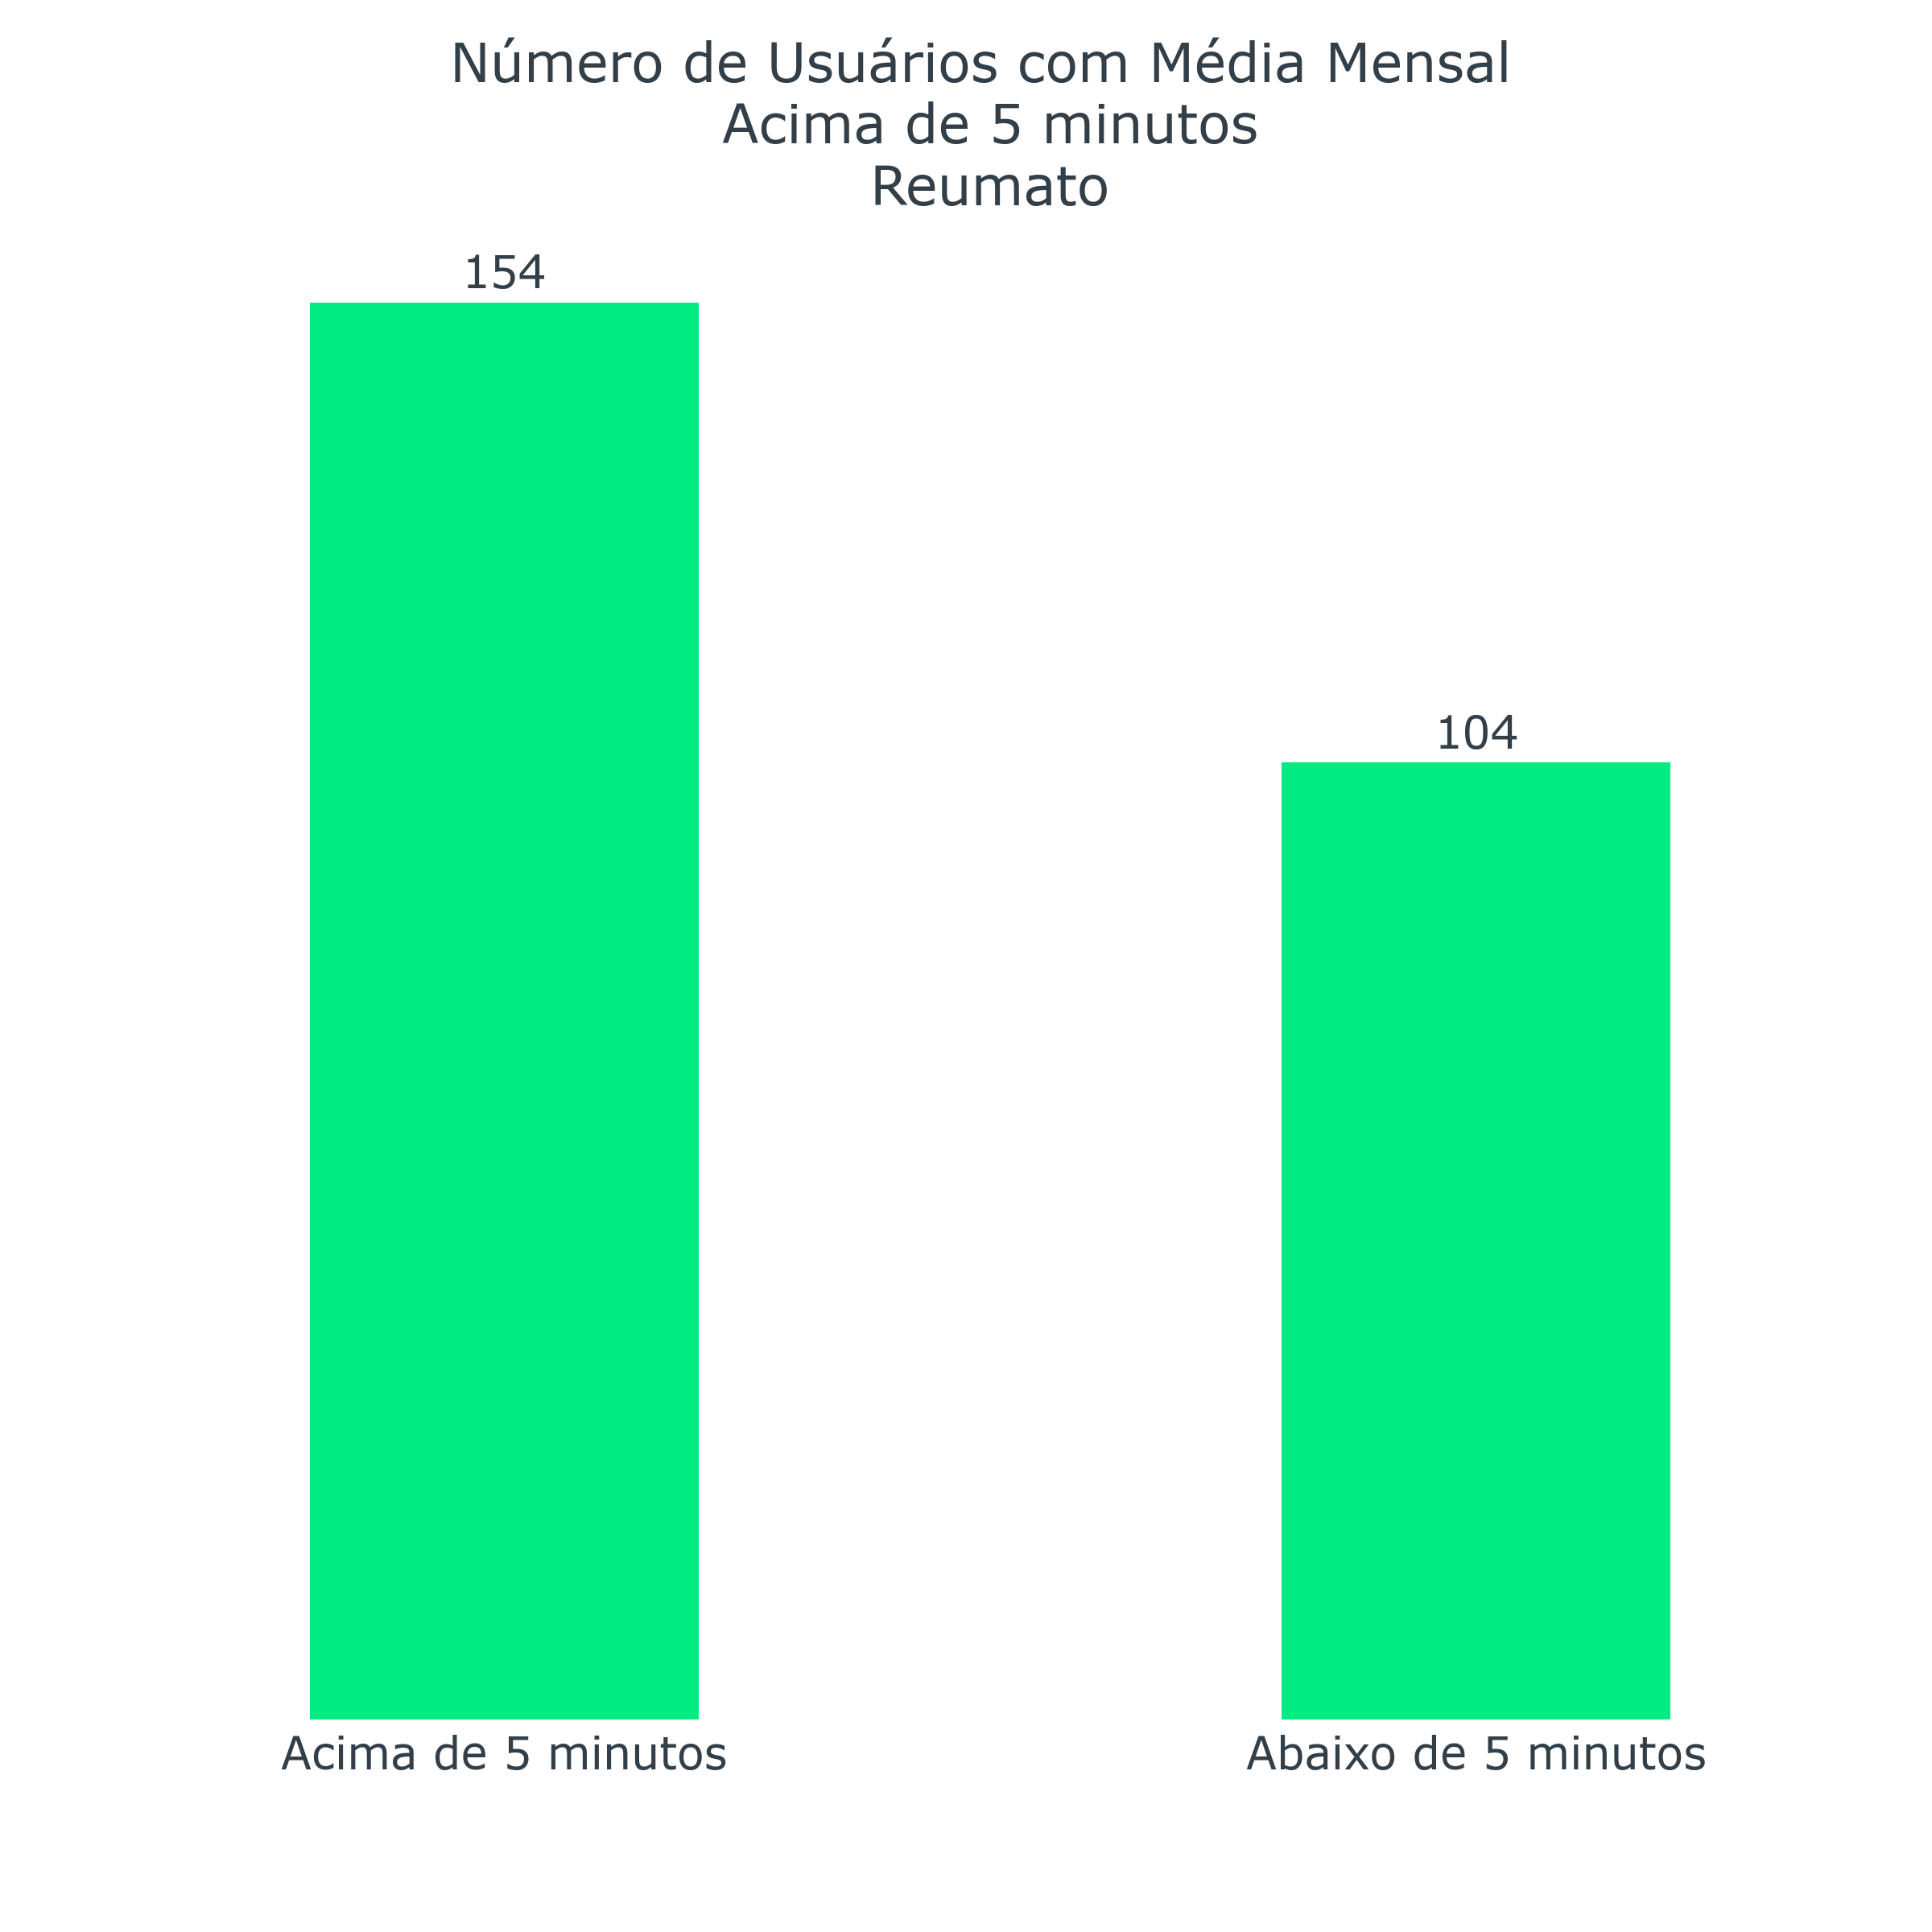 Número de Usuários com Média Mensal
Acima de 5 minutos
Reumato
154
104
Acima de 5 minutos
Abaixo de 5 minutos